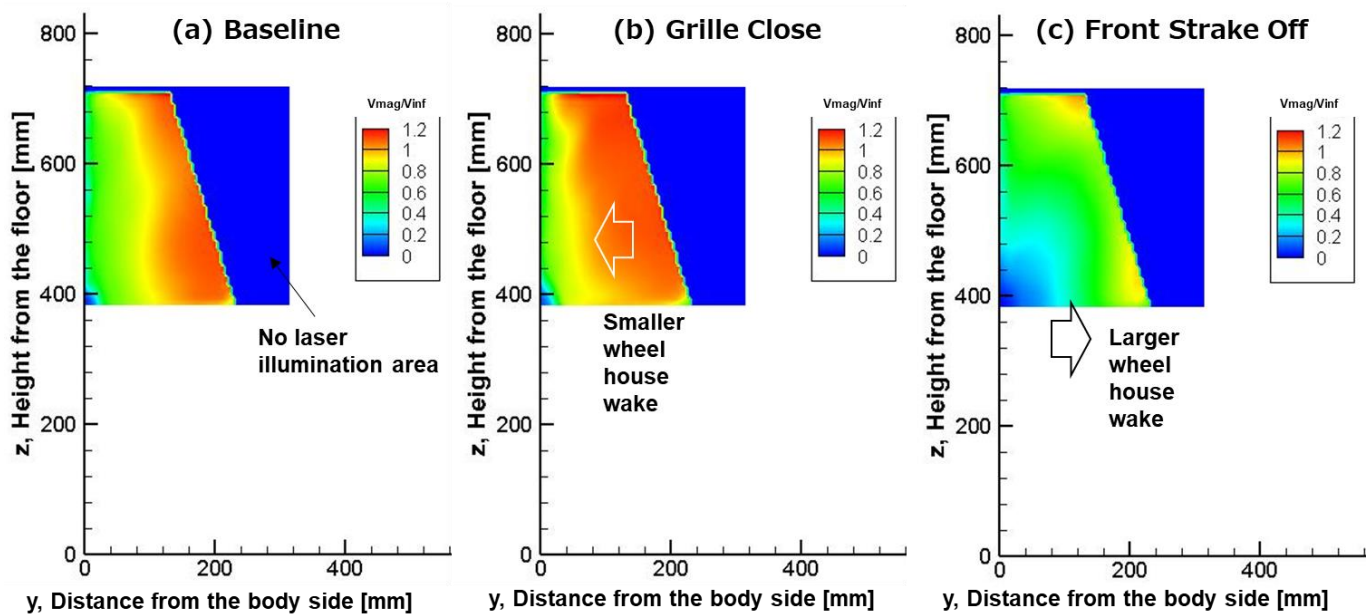 (a) Baseline
800
600
400
200
0
0
200
400
z, Height from the floor [mm]
y, Distance from the body side [mm]
Vmag/Vinf
1.2
1
0.8
0.6
0.4
0.2
0
No laser
illumination area
(b) Grille Close
800
600
400
200
0
0
200
400
z, Height from the floor [mm]
y, Distance from the body side [mm]
Vmag/Vinf
1.2
1
0.8
0.6
0.4
0.2
0
Smaller
wheel
house
wake
(c) Front Strake Off
800
600
400
200
0
0
200
400
z, Height from the floor [mm]
y, Distance from the body side [mm]
Vmag/Vinf
1.2
1
0.8
0.6
0.4
0.2
0
Larger
wheel
house
wake